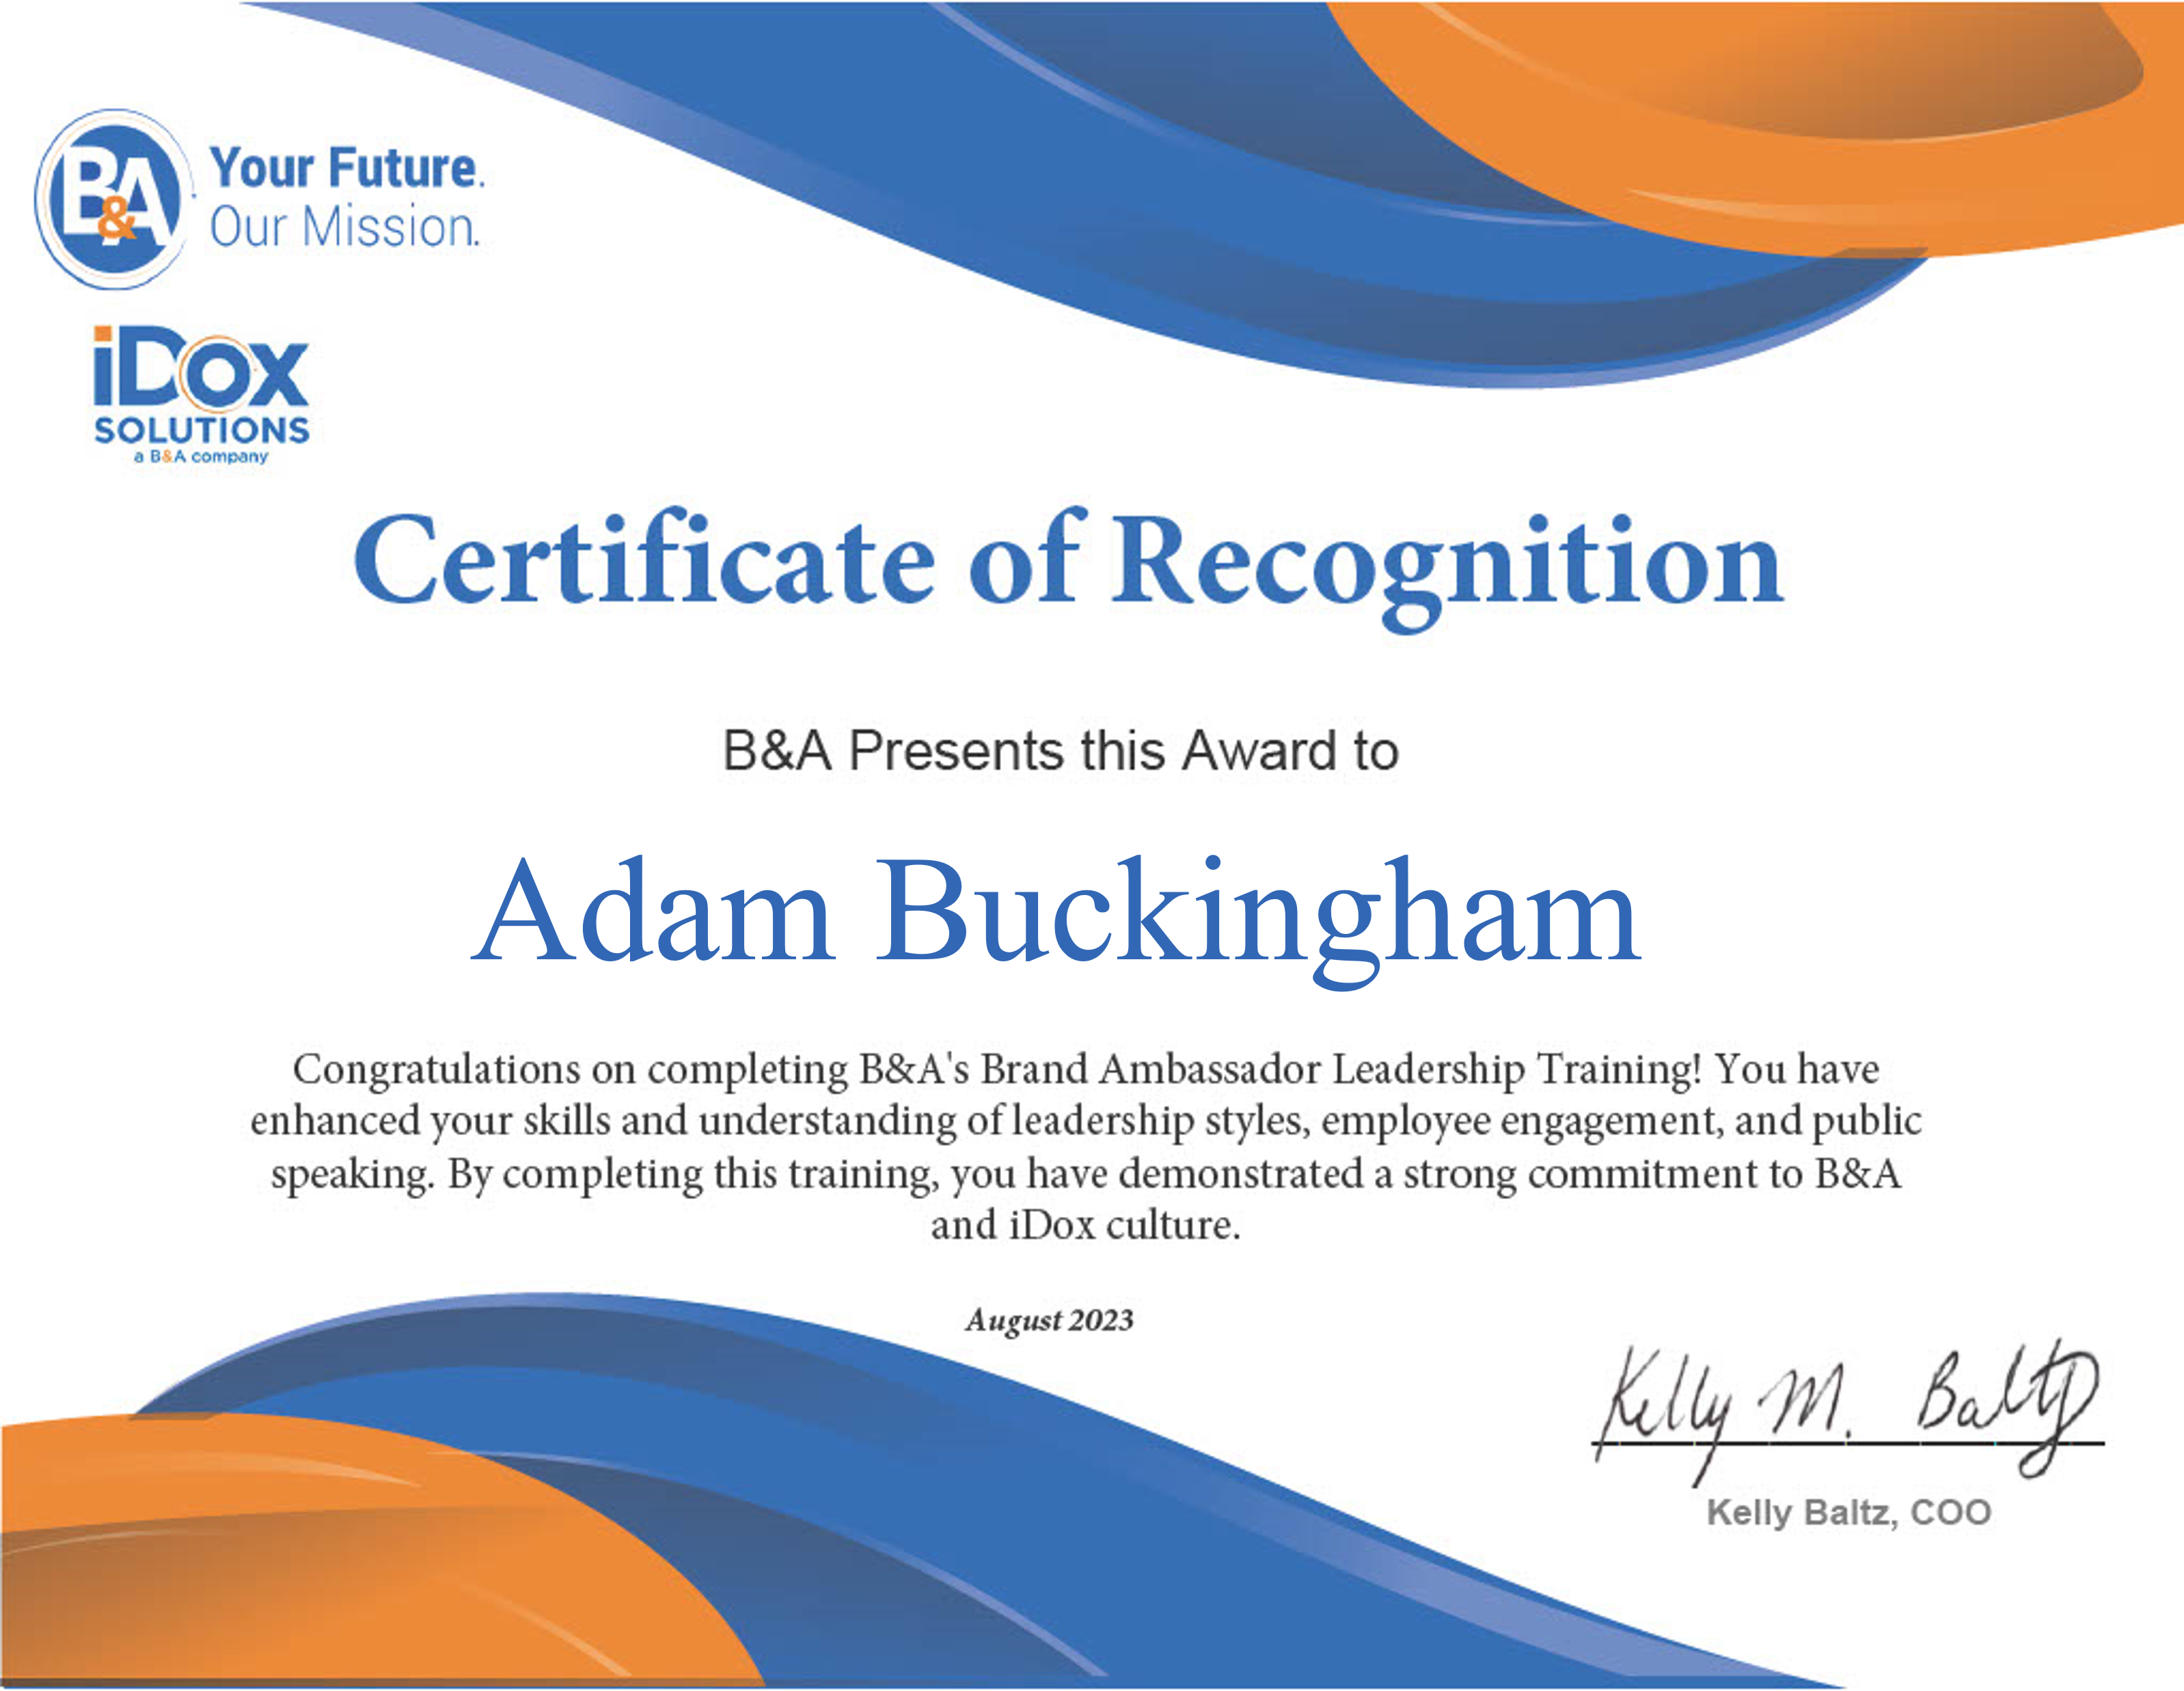 B&A
Your Future.
Our Mission.
iDox
SOLUTIONS
a B&A company
Certificate of Recognition
B&A Presents this Award to
Adam Buckingham
Congratulations on completing B&A's Brand Ambassador Leadership Training! You have
enhanced your skills and understanding of leadership styles, employee engagement, and public
speaking. By completing this training, you have demonstrated a strong commitment to B&A
and iDox culture.
August 2023
Kelly M. Baltz
Kelly Baltz, COO